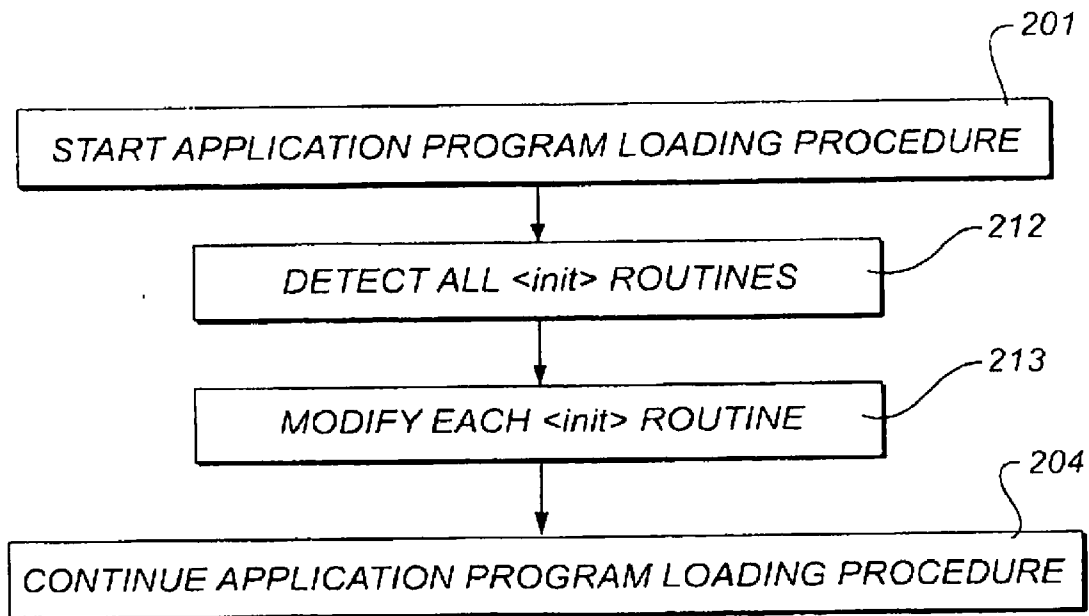 201
START APPLICATION PROGRAM LOADING PROCEDURE
212
DETECT ALL <init> ROUTINES
213
MODIFY EACH <init> ROUTINE
204
CONTINUE APPLICATION PROGRAM LOADING PROCEDURE